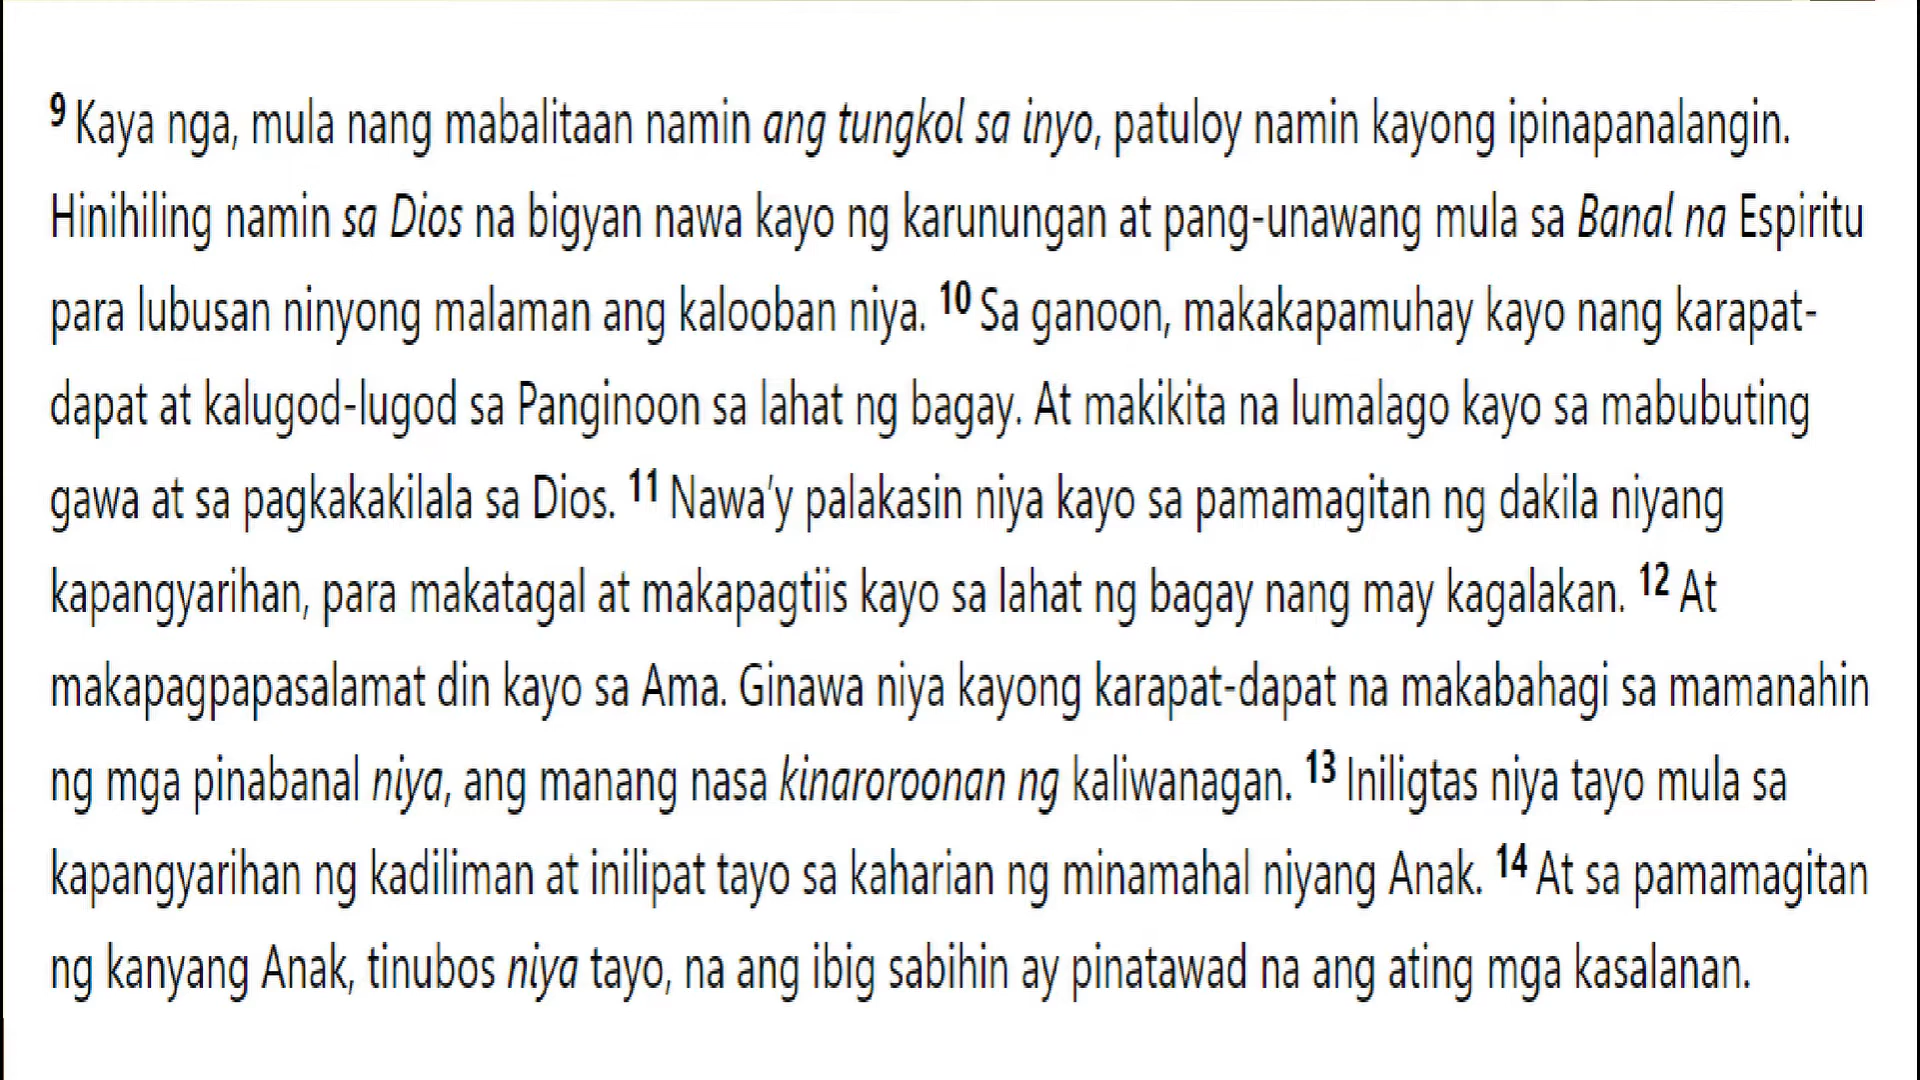 9 Kaya nga, mula nang mabalitaan namin ang tungkol sa inyo, patuloy namin kayong ipinapanalangin.
Hinihiling namin sa Dios na bigyan nawa kayo ng karunungan at pang-unawang mula sa Banal na Espiritu
para lubusan ninyong malaman ang kalooban niya. 10 Sa ganoon, makakapamuhay kayo nang karapat-
dapat at kalugod-lugod sa Panginoon sa lahat ng bagay. At makikita na lumalago kayo sa mabubuting
gawa at sa pagkakakilala sa Dios. 11 Nawa’y palakasin niya kayo sa pamamagitan ng dakila niyang
kapangyarihan, para makatagal at makapagtiis kayo sa lahat ng bagay nang may kagalakan. 12 At
makapagpapasalamat din kayo sa Ama. Ginawa niya kayong karapat-dapat na makabahagi sa mamanahin
ng mga pinabanal niya, ang manang nasa kinaroroonan ng kaliwanagan. 13 Iniligtas niya tayo mula sa
kapangyarihan ng kadiliman at inilipat tayo sa kaharian ng minamahal niyang Anak. 14 At sa pamamagitan
ng kanyang Anak, tinubos niya tayo, na ang ibig sabihin ay pinatawad na ang ating mga kasalanan.